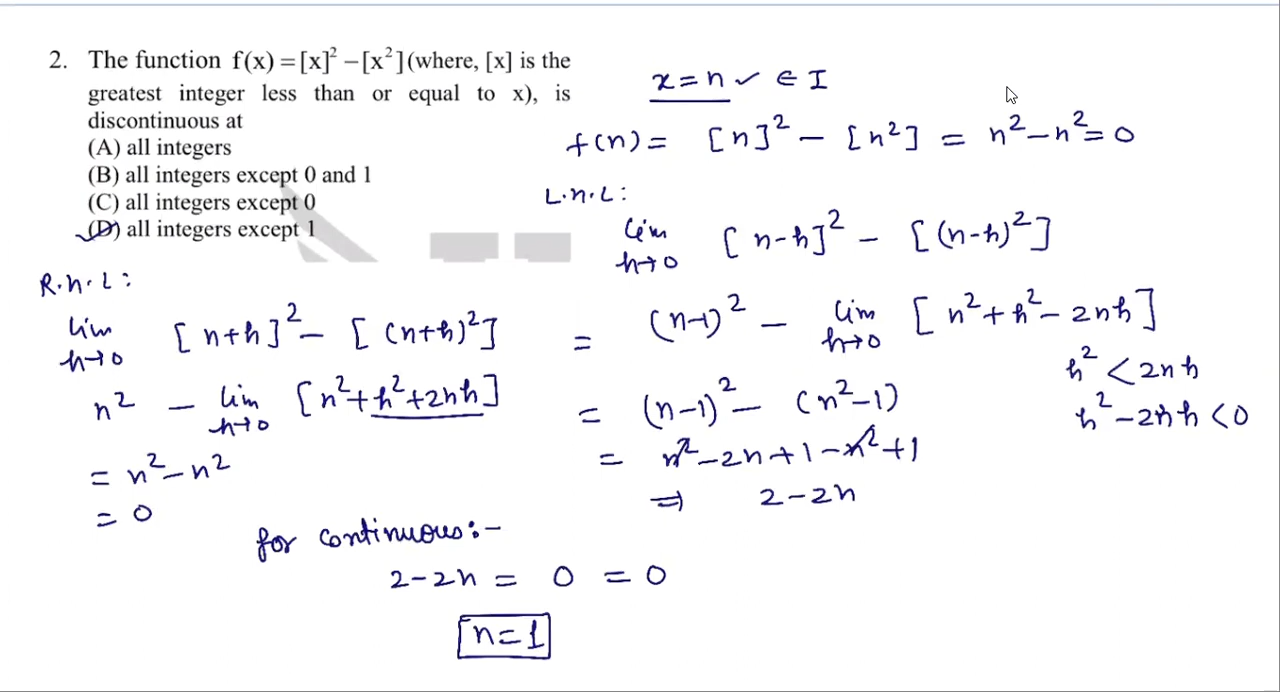 2. The function f(x) = [x]² – [x²] (where, [x] is the
greatest integer less than or equal to x), is
discontinuous at
(A) all integers
(B) all integers except 0 and 1
(C) all integers except 0
(D) all integers except 1
x = n ✓ ∈ I
f(n) = [n]² – [n²] = n² – n² = 0
L.h.L:
lim h→0 [n-h]² – [(n-h)²]
= (n-1)² – lim h→0 [n² + h² – 2nh]
h² < 2nh
= (n-1)² – (n²-1)
h² – 2nh < 0
= n² – 2n + 1 – n² + 1
⇒ 2 – 2n
R.h.L:
lim h→0 [n+h]² – [(n+h)²]
n² – lim h→0 [n² + h² + 2nh]
= n² – n²
= 0
for continuous:-
2 – 2n = 0 = 0
n = 1